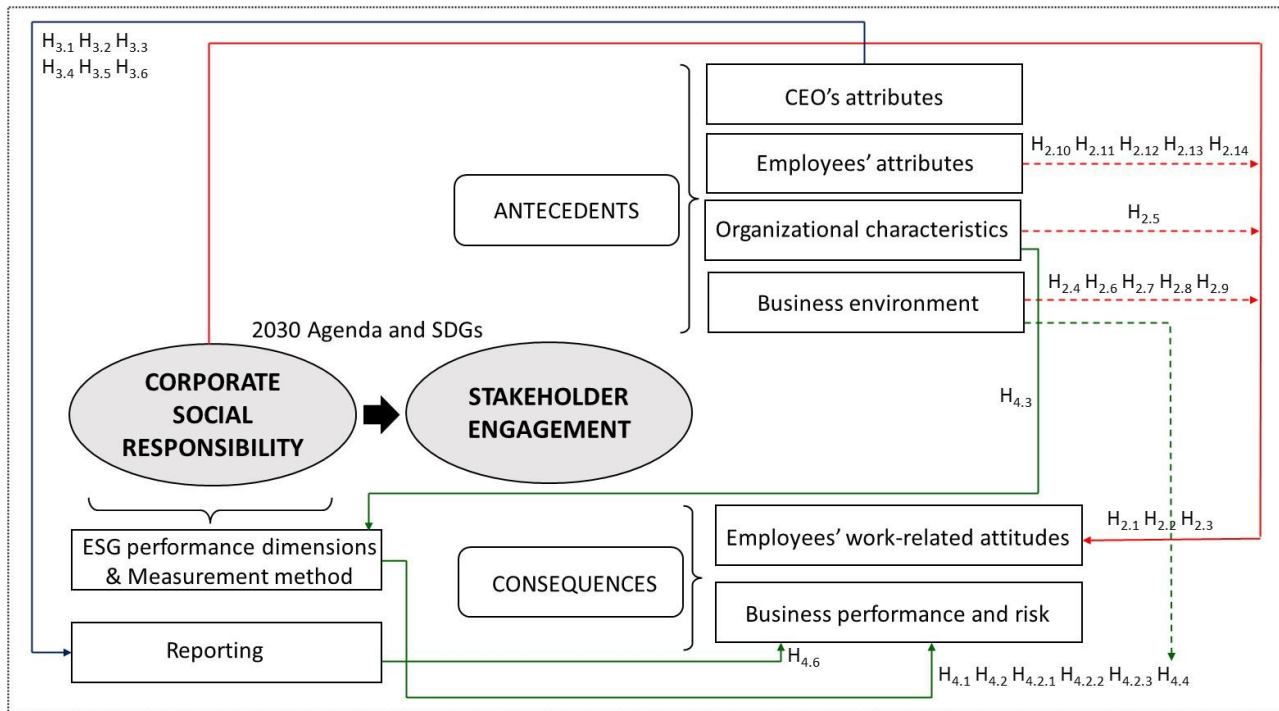 H3.1 H3.2 H3.3
H3.4 H3.5 H3.6
CEO's attributes
Employees' attributes
H2.10 H2.11 H2.12 H2.13 H2.14
ANTECEDENTS
Organizational characteristics
H2.5
Business environment
H2.4 H2.6 H2.7 H2.8 H2.9
2030 Agenda and SDGs
CORPORATE
SOCIAL
RESPONSIBILITY
STAKEHOLDER
ENGAGEMENT
H4.3
ESG performance dimensions
& Measurement method
CONSEQUENCES
Employees' work-related attitudes
H2.1 H2.2 H2.3
Business performance and risk
Reporting
H4.6
H4.1 H4.2 H4.2.1 H4.2.2 H4.2.3 H4.4